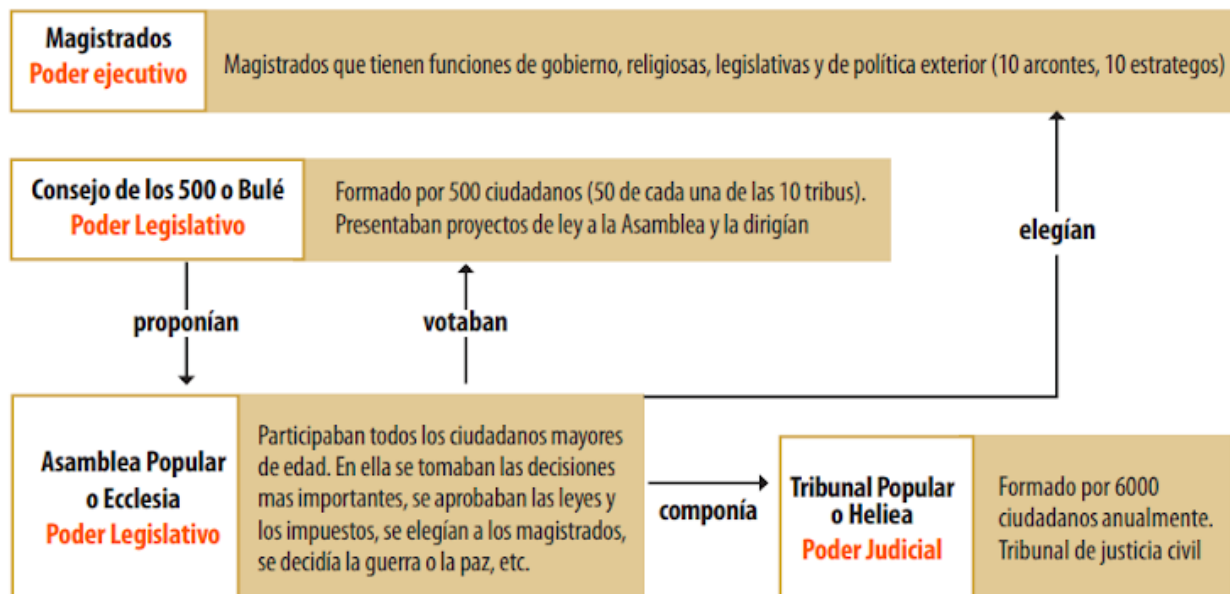 Magistrados
Poder ejecutivo
Magistrados que tienen funciones de gobierno, religiosas, legislativas y de política exterior (10 arcontes, 10 estrategos)
Consejo de los 500 o Bulé
Poder Legislativo
Formado por 500 ciudadanos (50 de cada una de las 10 tribus).
Presentaban proyectos de ley a la Asamblea y la dirigían
elegían
proponían
votaban
Asamblea Popular
o Ecclesia
Poder Legislativo
Participaban todos los ciudadanos mayores
de edad. En ella se tomaban las decisiones
mas importantes, se aprobaban las leyes y
los impuestos, se elegían a los magistrados,
se decidía la guerra o la paz, etc.
componía
Tribunal Popular
o Heliea
Poder Judicial
Formado por 6000
ciudadanos anualmente.
Tribunal de justicia civil